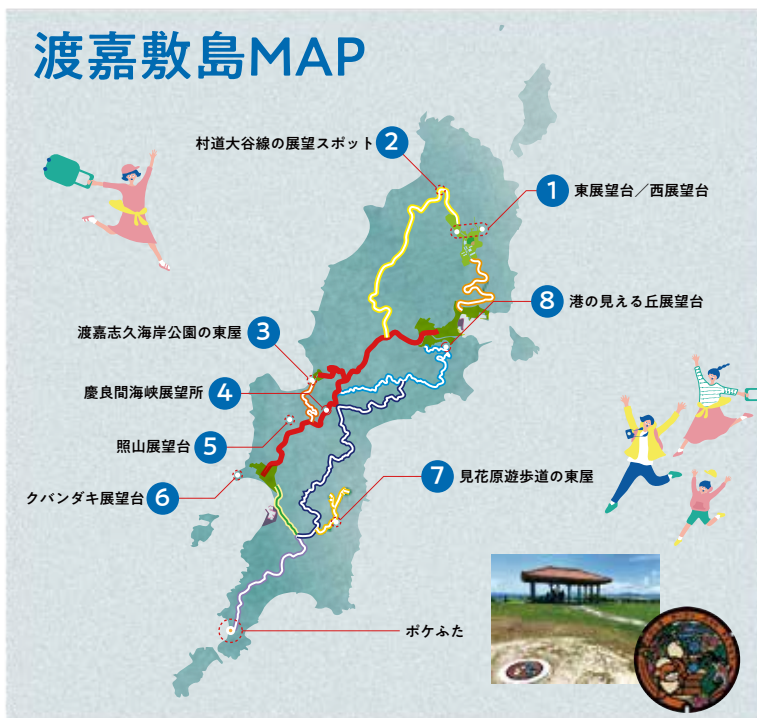 渡嘉敷島MAP
村道大谷線の展望スポット 2
1 東展望台/西展望台
8 港の見える丘展望台
渡嘉志久海岸公園の東屋 3
慶良間海峡展望所 4
照山展望台 5
7 見花原遊歩道の東屋
クバンダキ展望台 6
ポケふた